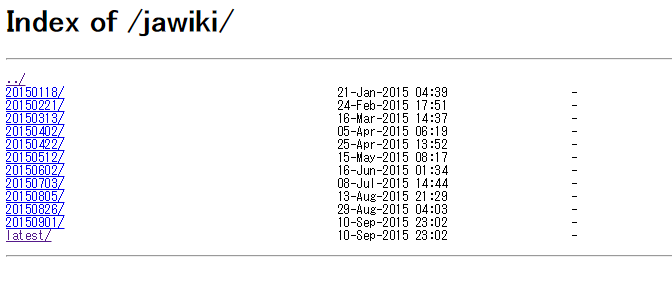 Index of /jawiki/
../
20150118/ 21-Jan-2015 04:39 -
20150221/ 24-Feb-2015 17:51 -
20150313/ 16-Mar-2015 14:37 -
20150402/ 05-Apr-2015 06:19 -
20150422/ 25-Apr-2015 13:52 -
20150512/ 15-May-2015 08:17 -
20150602/ 16-Jun-2015 01:34 -
20150703/ 08-Jul-2015 14:44 -
20150805/ 13-Aug-2015 21:29 -
20150826/ 29-Aug-2015 04:03 -
20150901/ 10-Sep-2015 23:02 -
latest/ 10-Sep-2015 23:02 -